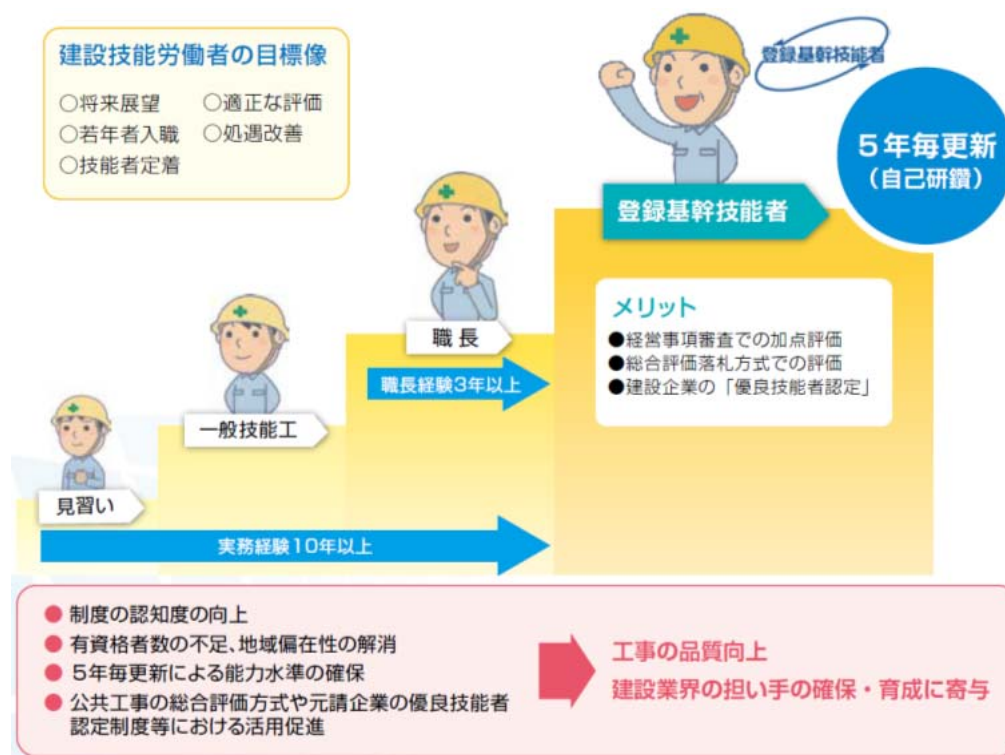 建設技能労働者の目標像
○将来展望　○適正な評価
○若年者入職　○処遇改善
○技能者定着
登録基幹技能者
5年毎更新
（自己研鑽）
登録基幹技能者
メリット
●経営事項審査での加点評価
●総合評価落札方式での評価
●建設企業の「優良技能者認定」
職 長
職長経験3年以上
一般技能工
見習い
実務経験10年以上
● 制度の認知度の向上
● 有資格者数の不足、地域偏在性の解消
● 5年毎更新による能力水準の確保
● 公共工事の総合評価方式や元請企業の優良技能者
認定制度等における活用促進
工事の品質向上
建設業界の担い手の確保・育成に寄与